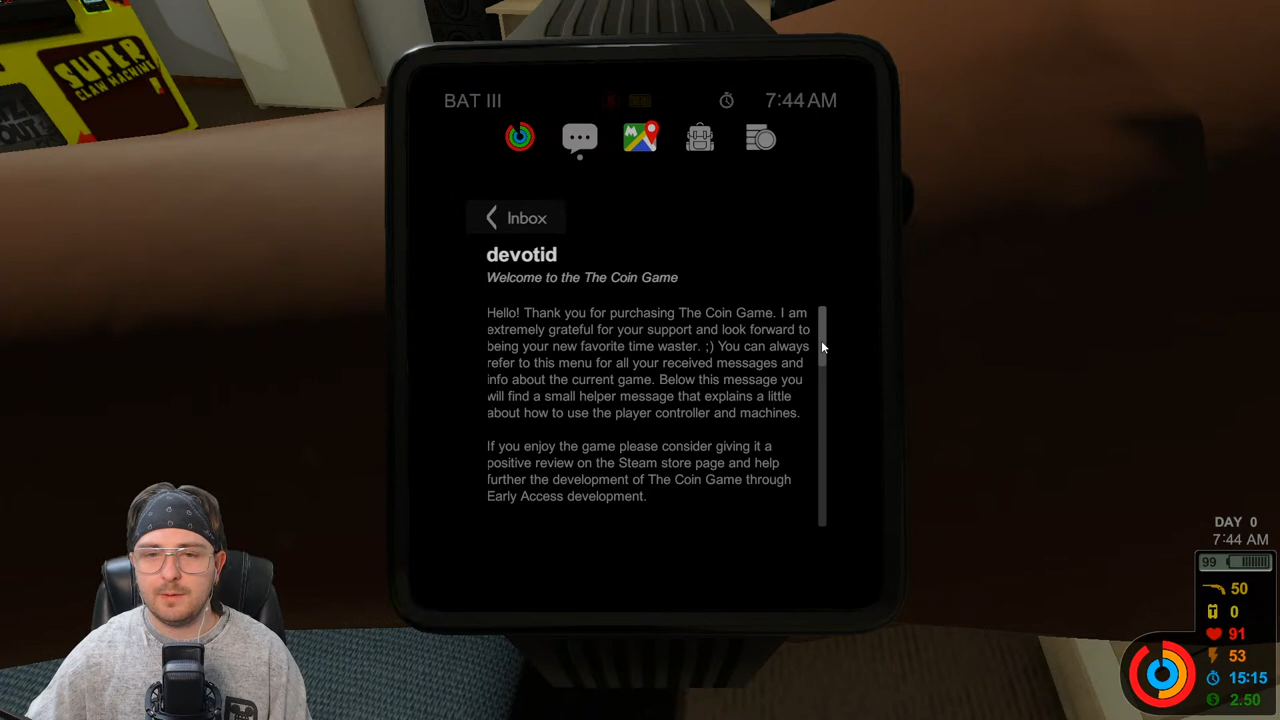 SUPER
CLAW MACHINE
BAT III
7:44 AM
Inbox
devotid
Welcome to the The Coin Game
Hello! Thank you for purchasing The Coin Game. I am
extremely grateful for your support and look forward to
being your new favorite time waster. ;) You can always
refer to this menu for all your received messages and
info about the current game. Below this message you
will find a small helper message that explains a little
about how to use the player controller and machines.
If you enjoy the game please consider giving it a
positive review on the Steam store page and help
further the development of The Coin Game through
Early Access development.
DAY 0
7:44 AM
99
50
0
91
53
15:15
2.50